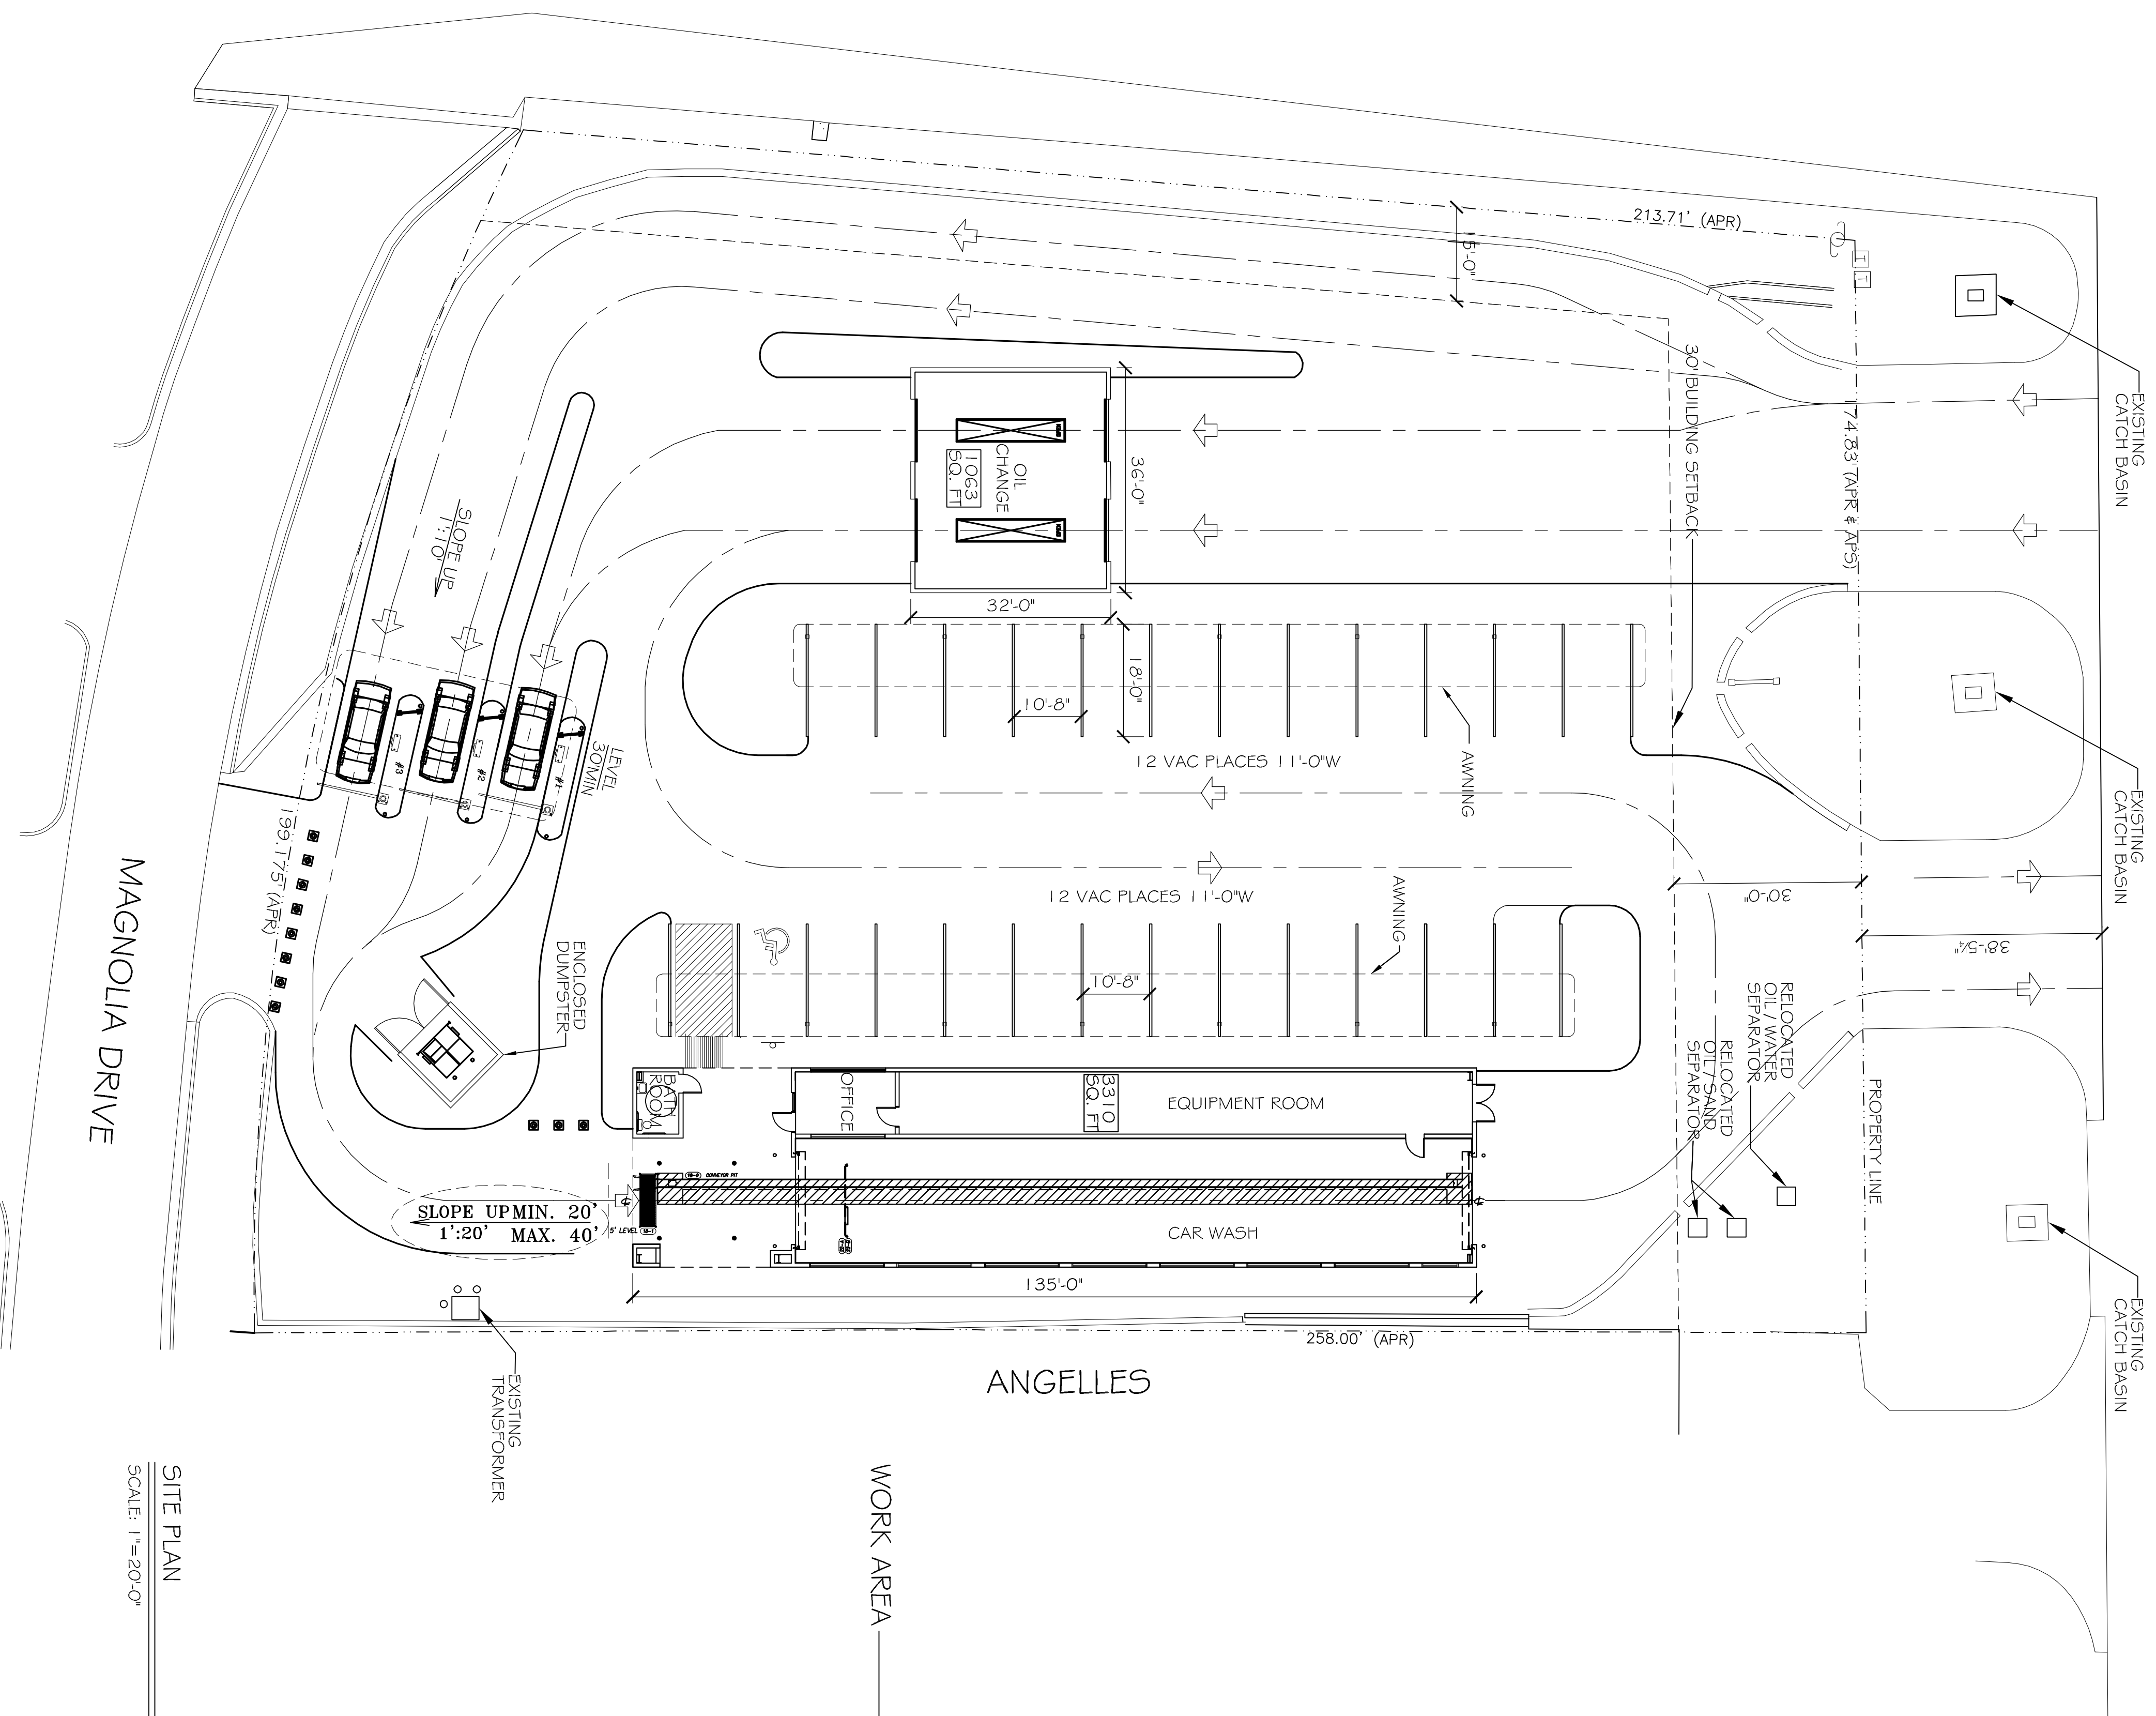 213.71' (APR)
15'-0"
T
T
EXISTING
CATCH BASIN
30' BUILDING SETBACK
174.83' (APR & APS)
36'-0"
OIL
CHANGE
1063
SQ. FT
32'-0"
SLOPE UP
1':10'
18'-0"
10'-8"
12 VAC PLACES 11'-0"W
AWNING
LEVEL
30'MIN
#1
#2
#3
EXISTING
CATCH BASIN
199.175' (APR)
12 VAC PLACES 11'-0"W
AWNING
30'-0"
38'-5¼"
10'-8"
MAGNOLIA DRIVE
ENCLOSED
DUMPSTER
RELOCATED
OIL / WATER
SEPARATOR
RELOCATED
OIL / SAND
SEPARATOR
PROPERTY LINE
BATH
ROOM
OFFICE
3310
SQ. FT
EQUIPMENT ROOM
CONVEYOR PIT
SLOPE UP MIN. 20'
1':20' MAX. 40'
5' LEVEL
CAR WASH
135'-0"
EXISTING
CATCH BASIN
258.00' (APR)
EXISTING
TRANSFORMER
ANGELLES
SITE PLAN
SCALE: 1"=20'-0"
WORK AREA